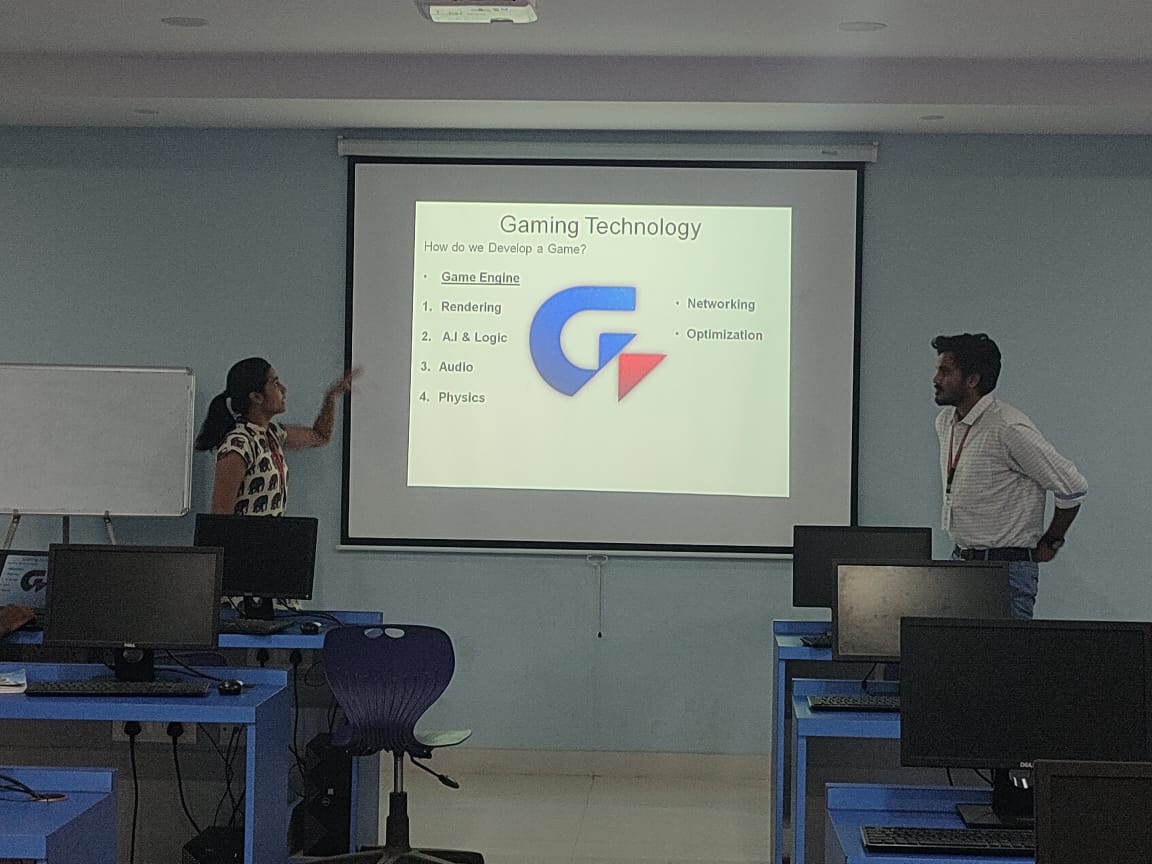 Gaming Technology
How do we Develop a Game?
• Game Engine
1. Rendering
2. A.I & Logic
3. Audio
4. Physics
• Networking
• Optimization
DELL